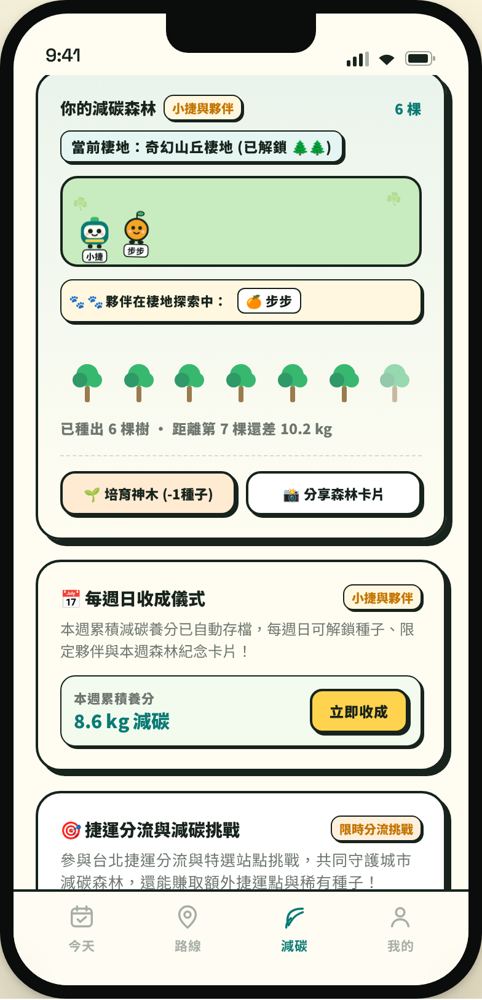 9:41
你的減碳森林 小捷與夥伴 6 棵
當前棲地：奇幻山丘棲地 (已解鎖 🌲🌲)
小捷 步步
🐾 🐾 夥伴在棲地探索中： 🍊 步步
已種出 6 棵樹 · 距離第 7 棵還差 10.2 kg
🌱 培育神木 (-1種子) 📸 分享森林卡片
📅 每週日收成儀式 小捷與夥伴
本週累積減碳養分已自動存檔，每週日可解鎖種子、限
定夥伴與本週森林紀念卡片！
本週累積養分
8.6 kg 減碳 立即收成
🎯 捷運分流與減碳挑戰 限時分流挑戰
參與台北捷運分流與特選站點挑戰，共同守護城市
減碳森林，還能賺取額外捷運點與稀有種子！
今天 路線 減碳 我的